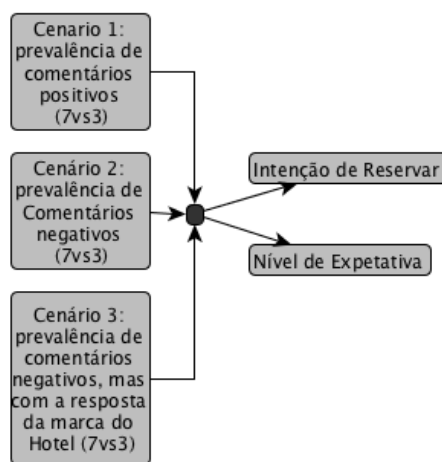 Cenario 1:
prevalência de
comentários
positivos
(7vs3)
Cenário 2:
prevalência de
Comentários
negativos
(7vs3)
Cenário 3:
prevalência de
comentários
negativos, mas
com a resposta
da marca do
Hotel (7vs3)
Intenção de Reservar
Nível de Expetativa